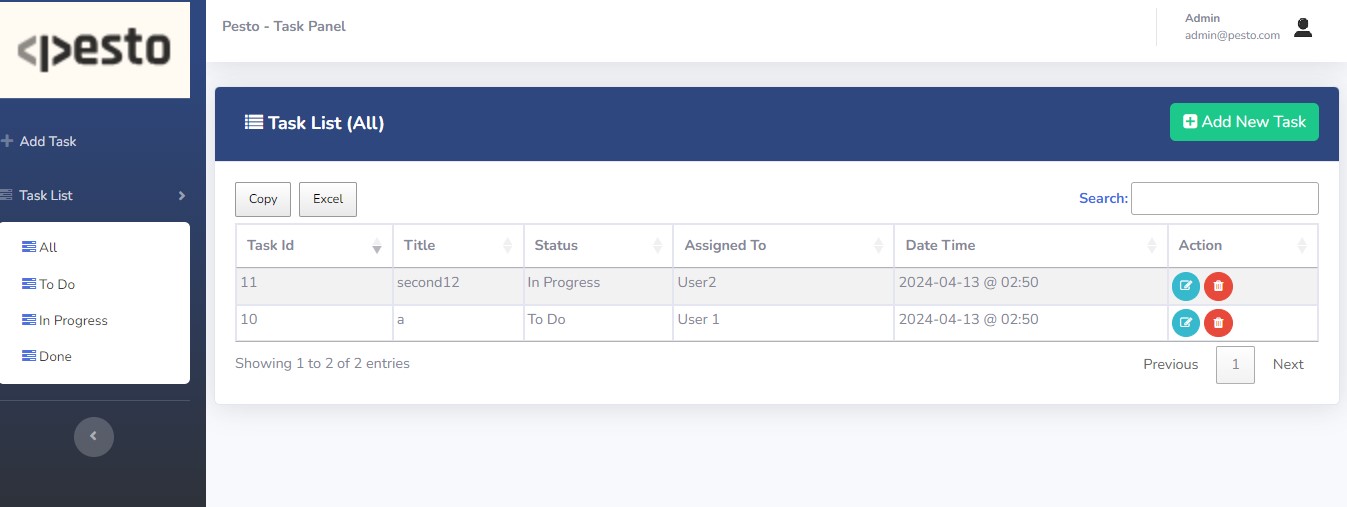 <pesto
Pesto - Task Panel
Admin
admin@pesto.com
Add Task
Task List
All
To Do
In Progress
Done
Task List (All)
Add New Task
Copy
Excel
Search:
Task Id Title Status Assigned To Date Time Action
11 second12 In Progress User2 2024-04-13 @ 02:50
10 a To Do User 1 2024-04-13 @ 02:50
Showing 1 to 2 of 2 entries
Previous 1 Next